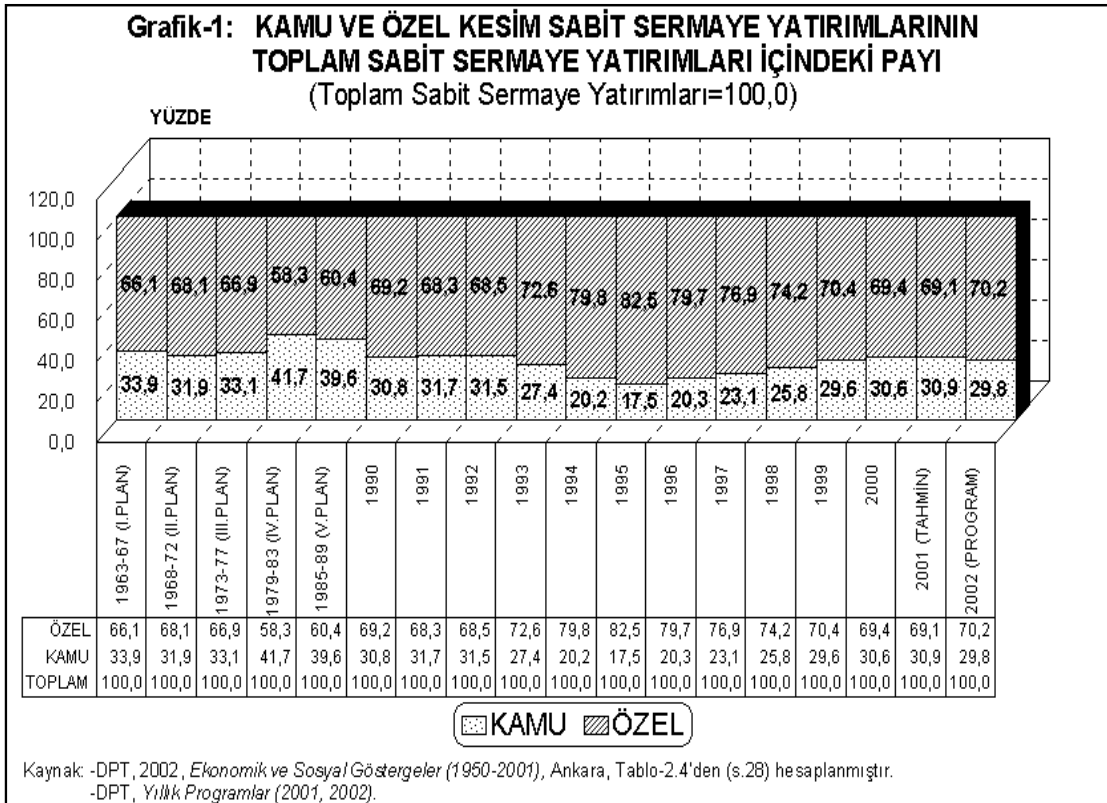 Grafik-1: KAMU VE ÖZEL KESİM SABİT SERMAYE YATIRIMLARININ
TOPLAM SABİT SERMAYE YATIRIMLARI İÇİNDEKİ PAYI
(Toplam Sabit Sermaye Yatırımları=100,0)
YÜZDE
120,0
100,0
80,0
60,0
40,0
20,0
0,0
66,1 68,1 66,9 58,3 60,4 69,2 68,3 68,5 72,6 79,8 82,5 79,7 76,9 74,2 70,4 69,4 69,1 70,2
33,9 31,9 33,1 41,7 39,6 30,8 31,7 31,5 27,4 20,2 17,5 20,3 23,1 25,8 29,6 30,6 30,9 29,8
1963-67 (I.PLAN)
1968-72 (II.PLAN)
1973-77 (III.PLAN)
1979-83 (IV.PLAN)
1985-89 (V.PLAN)
1990
1991
1992
1993
1994
1995
1996
1997
1998
1999
2000
2001 (TAHMİN)
2002 (PROGRAM)
ÖZEL 66,1 68,1 66,9 58,3 60,4 69,2 68,3 68,5 72,6 79,8 82,5 79,7 76,9 74,2 70,4 69,4 69,1 70,2
KAMU 33,9 31,9 33,1 41,7 39,6 30,8 31,7 31,5 27,4 20,2 17,5 20,3 23,1 25,8 29,6 30,6 30,9 29,8
TOPLAM 100,0 100,0 100,0 100,0 100,0 100,0 100,0 100,0 100,0 100,0 100,0 100,0 100,0 100,0 100,0 100,0 100,0 100,0
KAMU ÖZEL
Kaynak: -DPT, 2002, Ekonomik ve Sosyal Göstergeler (1950-2001), Ankara, Tablo-2.4'den (s.28) hesaplanmıştır.
-DPT, Yıllık Programlar (2001, 2002).